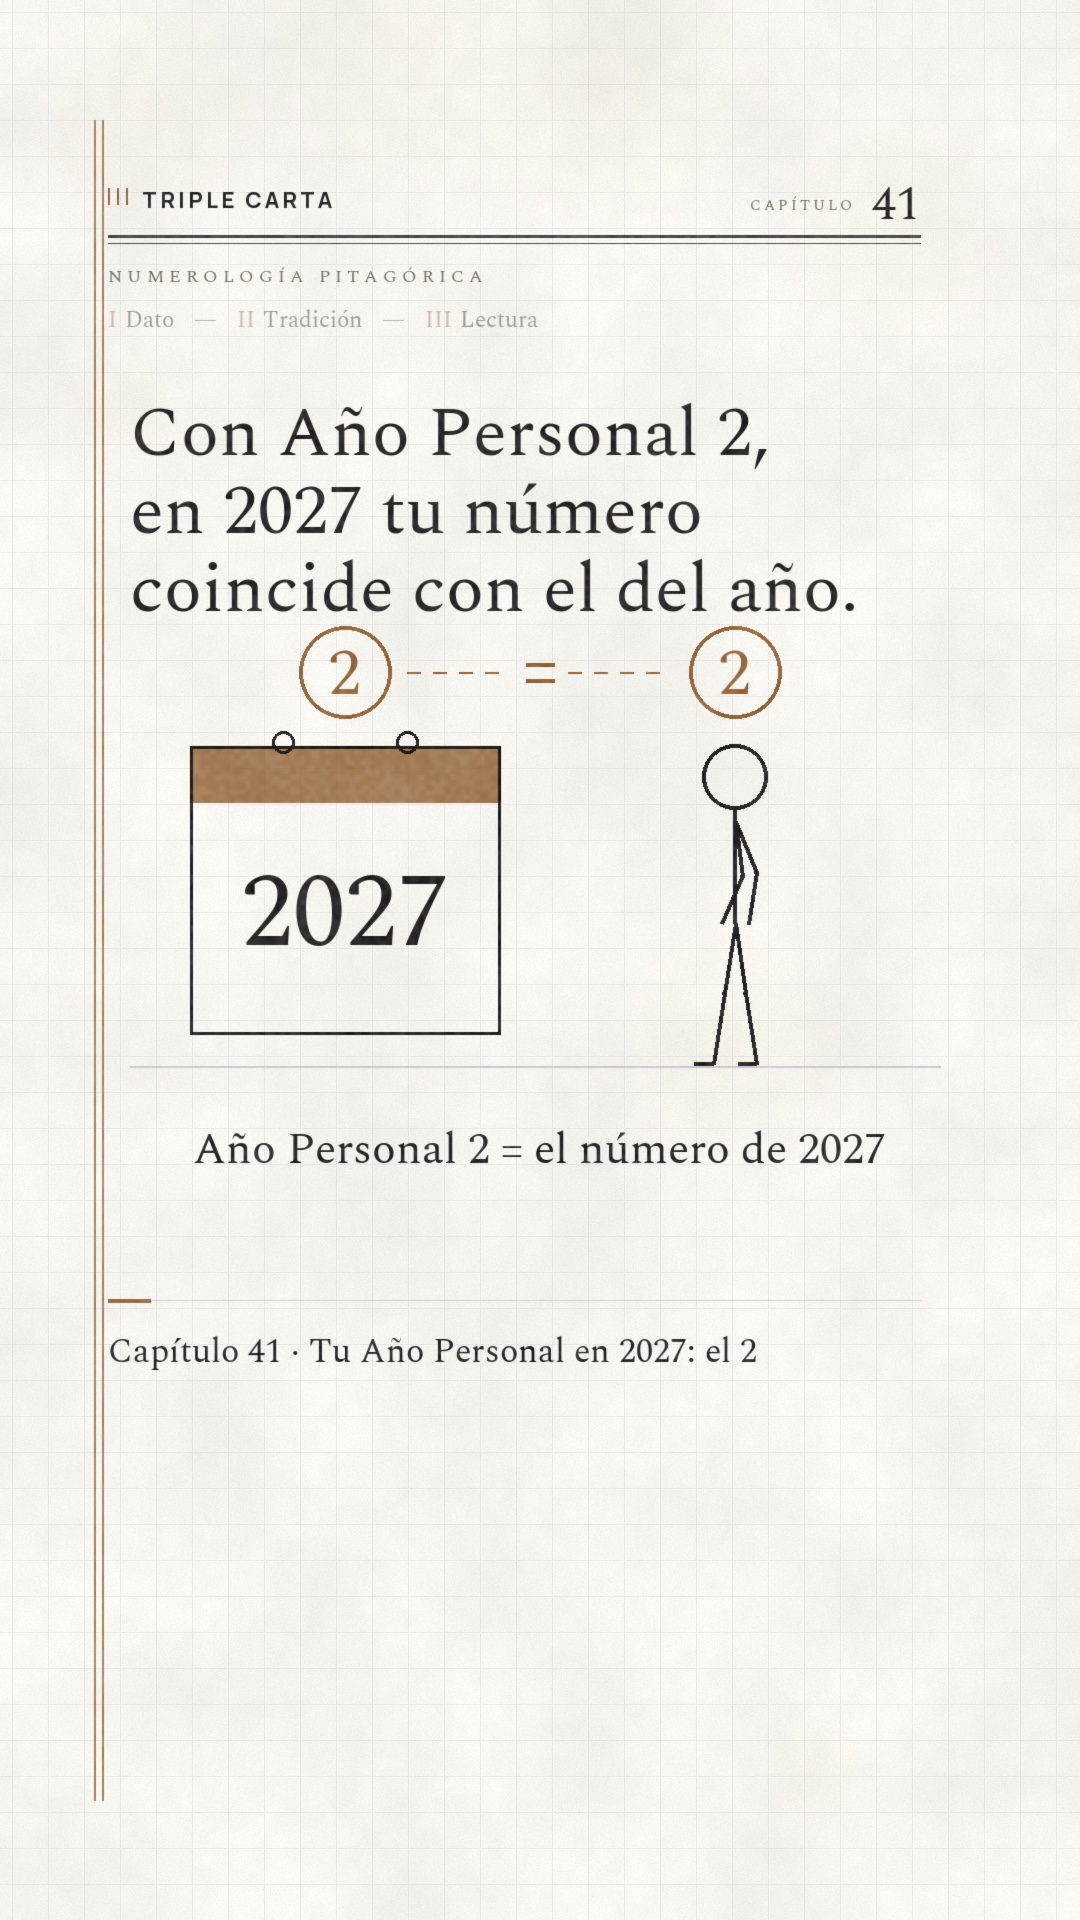 TRIPLE CARTA
CAPÍTULO 41
NUMEROLOGÍA PITAGÓRICA
I Dato — II Tradición — III Lectura
Con Año Personal 2,
en 2027 tu número
coincide con el del año.
2 = 2
2027
Año Personal 2 = el número de 2027
Capítulo 41 · Tu Año Personal en 2027: el 2